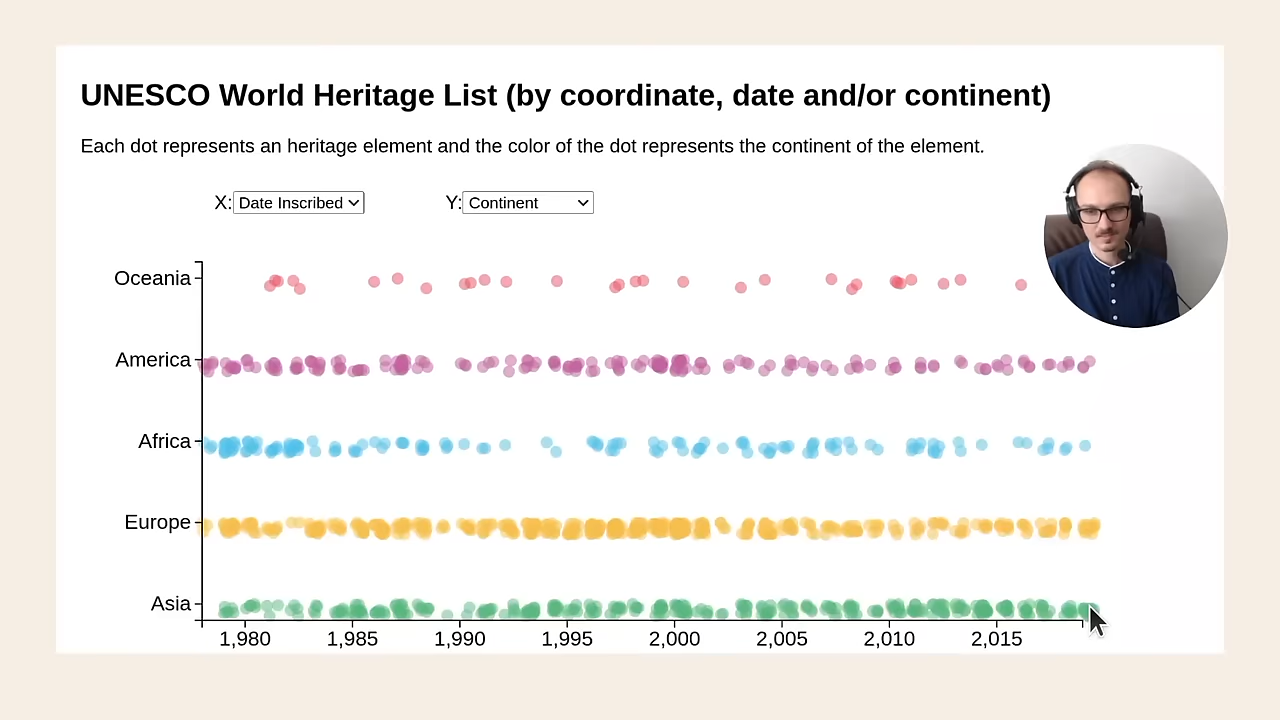 UNESCO World Heritage List (by coordinate, date and/or continent)
Each dot represents an heritage element and the color of the dot represents the continent of the element.
X: Date Inscribed Y: Continent
Oceania
America
Africa
Europe
Asia
1,980 1,985 1,990 1,995 2,000 2,005 2,010 2,015